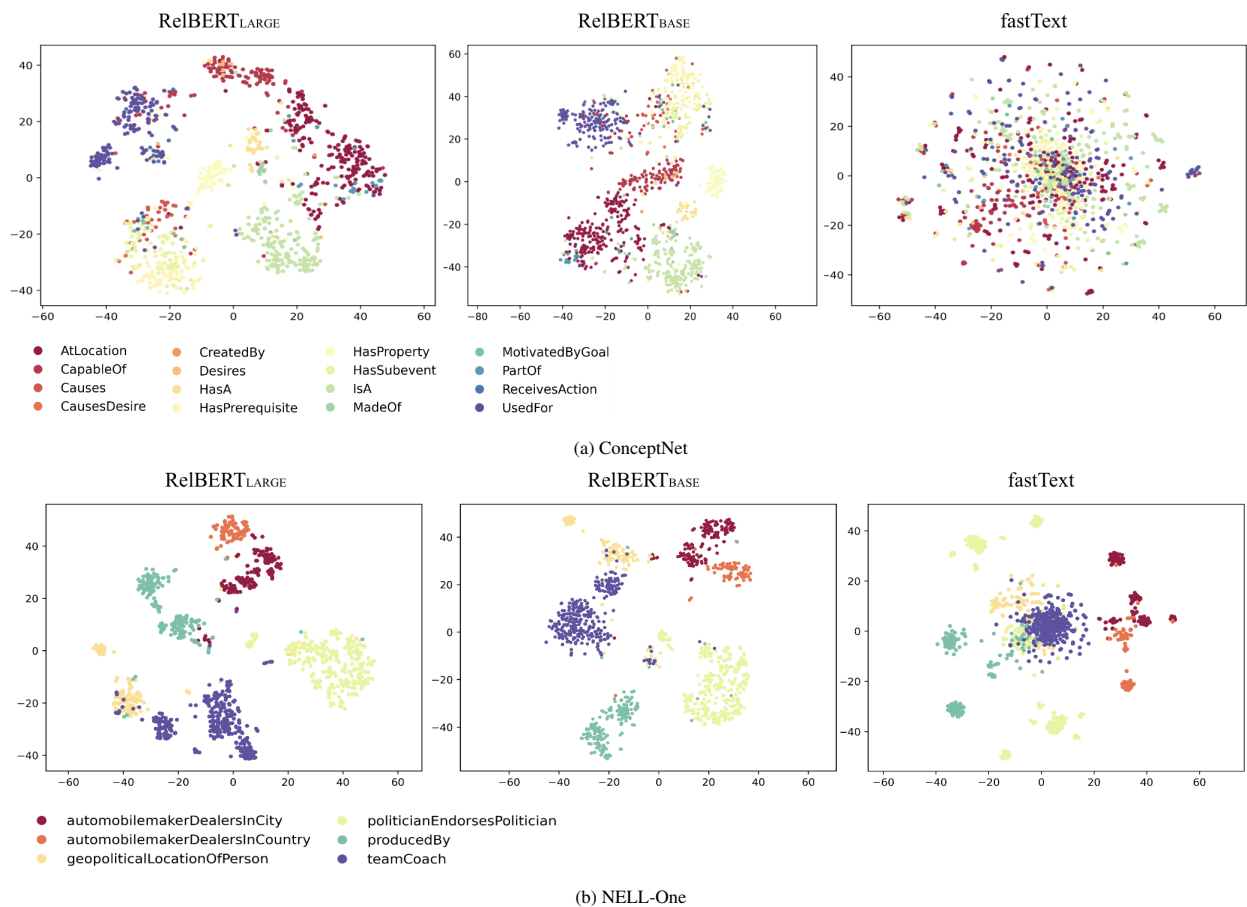 RelBERTLARGE
RelBERTBASE
fastText
40
20
0
−20
−40
−60 −40 −20 0 20 40 60
60
40
20
0
−20
−40
−60 −40 −20 0 20 40 60 80
40
20
0
−20
−40
−60 −40 −20 0 20 40 60
AtLocation
CapableOf
Causes
CausesDesire
CreatedBy
Desires
HasA
HasPrerequisite
HasProperty
HasSubevent
IsA
MadeOf
MotivatedByGoal
PartOf
ReceivesAction
UsedFor
(a) ConceptNet
RelBERTLARGE
RelBERTBASE
fastText
40
20
0
−20
−40
−60 −40 −20 0 20 40 60
40
20
0
−20
−40
−60 −40 −20 0 20 40 60
40
20
0
−20
−40
−60 −40 −20 0 20 40 60
automobilemakerDealersInCity
automobilemakerDealersInCountry
geopoliticalLocationOfPerson
politicianEndorsesPolitician
producedBy
teamCoach
(b) NELL-One